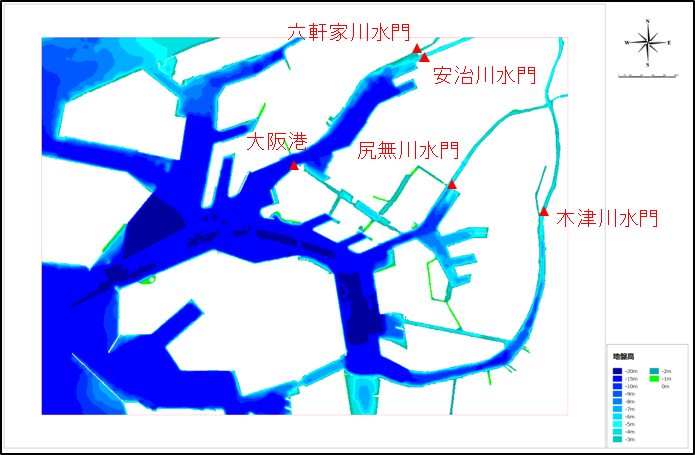 六軒家川水門
安治川水門
大阪港
尻無川水門
木津川水門
N
W
E
S
地盤高
-20m
-15m
-10m
-9m
-8m
-7m
-6m
-5m
-4m
-3m
-2m
-1m
0m